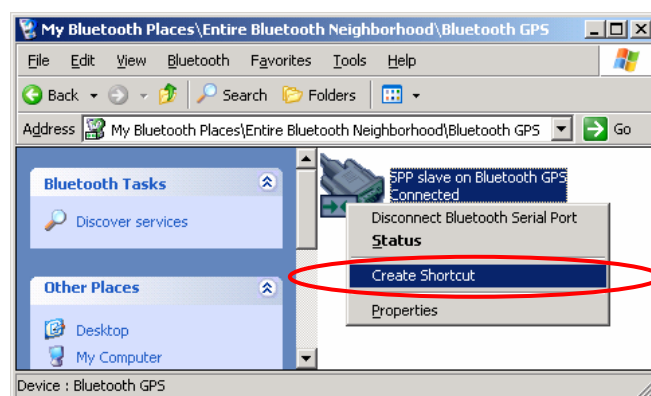 My Bluetooth Places\Entire Bluetooth Neighborhood\Bluetooth GPS
File Edit View Bluetooth Favorites Tools Help
Back Search Folders
Address My Bluetooth Places\Entire Bluetooth Neighborhood\Bluetooth GPS Go
Bluetooth Tasks
Discover services
Other Places
Desktop
My Computer
SPP slave on Bluetooth GPS
Connected
Disconnect Bluetooth Serial Port
Status
Create Shortcut
Properties
Device : Bluetooth GPS